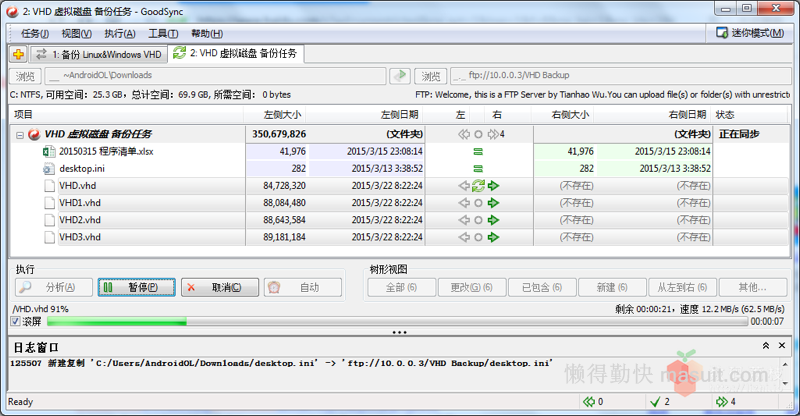 2: VHD 虚拟磁盘 备份任务 - GoodSync
任务(J) 视图(V) 执行(A) 工具(T) 帮助(H) 迷你模式(M)
1: 备份 Linux&Windows VHD 2: VHD 虚拟磁盘 备份任务
浏览 __ ~AndroidOL\Downloads 浏览 _._ ftp://10.0.0.3/VHD Backup
C: NTFS, 可用空间: 25.3 GB, 总计空间: 69.9 GB, 所需空间: 0 bytes FTP: Welcome, this is a FTP Server by Tianhao Wu.You can upload file(s) or folder(s) with unrestricte
项目 左侧大小 左侧日期 左 右 右侧大小 右侧日期 状态
VHD 虚拟磁盘 备份任务 350,679,826 (文件夹) 4 (文件夹) 正在同步
20150315 程序清单.xlsx 41,976 2015/3/15 23:08:14 = 41,976 2015/3/15 23:08:14
desktop.ini 282 2015/3/13 3:38:52 = 282 2015/3/13 3:38:52
VHD.vhd 84,728,320 2015/3/22 8:22:24 (不存在) (不存在)
VHD1.vhd 88,084,480 2015/3/22 8:22:24 (不存在) (不存在)
VHD2.vhd 88,643,584 2015/3/22 8:22:24 (不存在) (不存在)
VHD3.vhd 89,181,184 2015/3/22 8:22:24 (不存在) (不存在)
执行 树形视图
分析(A) 暂停(P) 取消(C) 自动 全部 (6) 更改(G) (6) 已包含 (6) 新建 (6) 从左到右 (6) 其他...
/VHD.vhd 91% 剩余 00:00:21, 速度 12.2 MB/s (62.5 MB/s)
滚屏 00:00:07
日志窗口
125507 新建复制 'C:/Users/AndroidOL/Downloads/desktop.ini' -> 'ftp://10.0.0.3/VHD Backup/desktop.ini'
懒得勤快 masuit.com
Ready 0 2 4